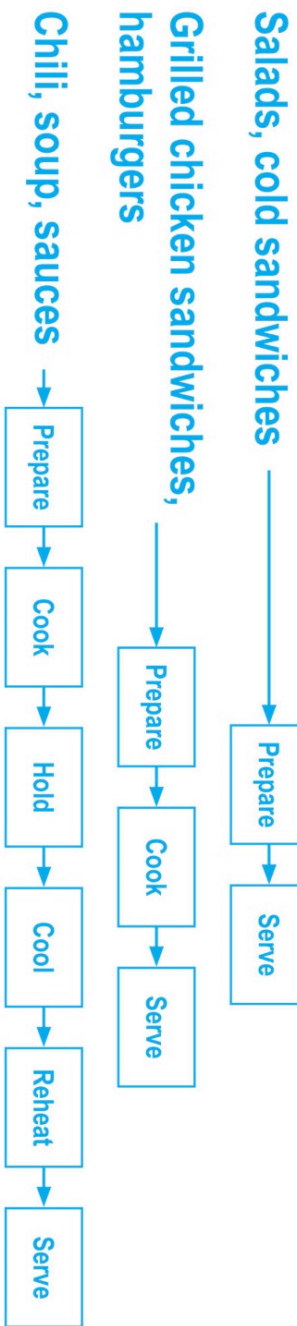 Salads, cold sandwiches
Prepare
Serve
Grilled chicken sandwiches,
hamburgers
Prepare
Cook
Serve
Chili, soup, sauces
Prepare
Cook
Hold
Cool
Reheat
Serve